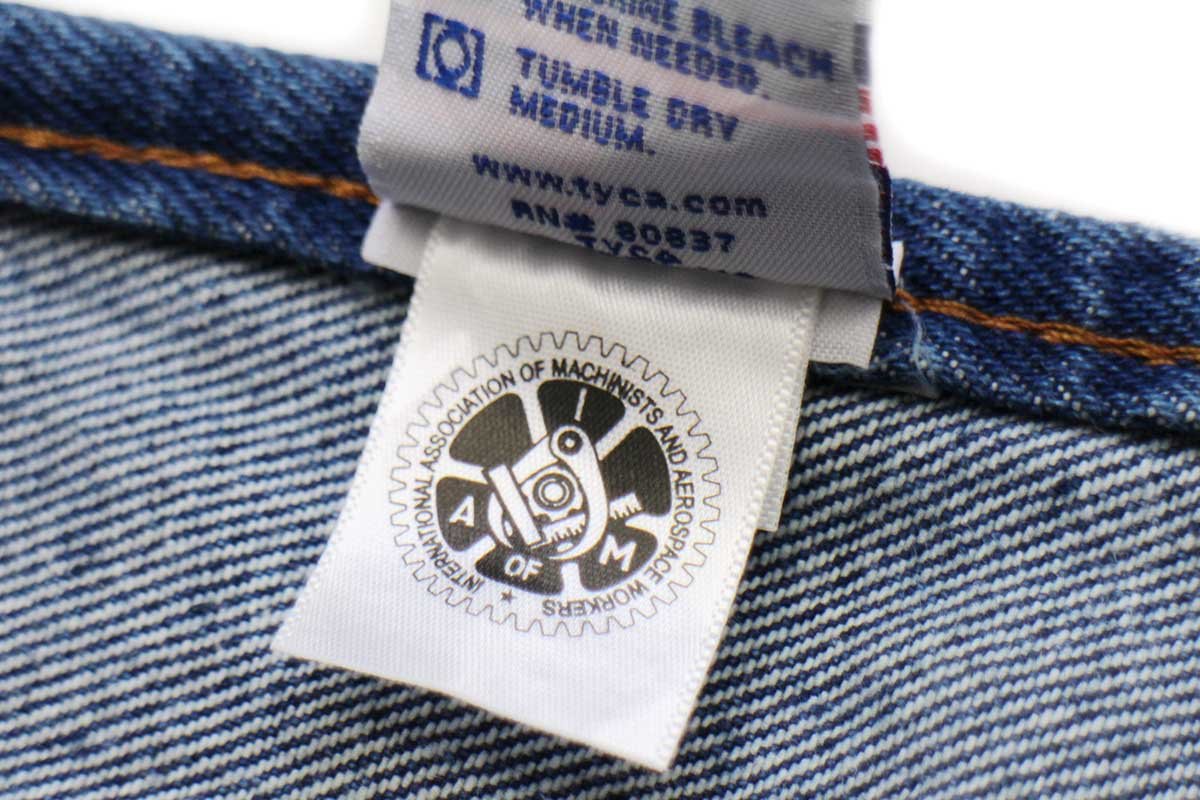 BLEACH
WHEN NEEDED.
TUMBLE DRY
MEDIUM.
www.tyca.com
RN# 80837
INTERNATIONAL ASSOCIATION OF MACHINISTS AND AEROSPACE WORKERS
I
A OF M